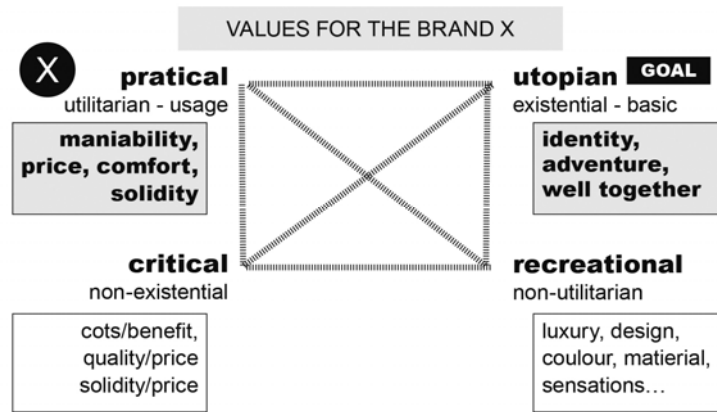 VALUES FOR THE BRAND X
X
pratical
utilitarian - usage
maniability,
price, comfort,
solidity
utopian GOAL
existential - basic
identity,
adventure,
well together
critical
non-existential
cots/benefit,
quality/price
solidity/price
recreational
non-utilitarian
luxury, design,
coulour, matierial,
sensations…